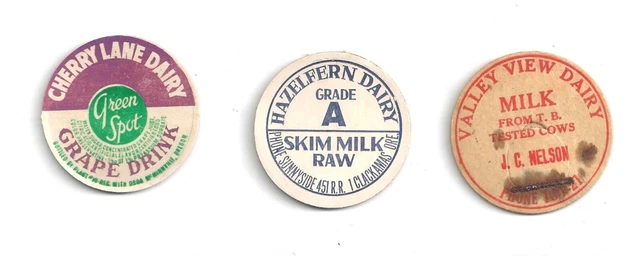 CHERRY LANE DAIRY
Green
Spot
GRAPE DRINK
HAZELFERN DAIRY
GRADE
A
SKIM MILK
RAW
PHONE SUNNYSIDE 451 R.R. 1 CLACKAMAS ORE.
VALLEY VIEW DAIRY
MILK
FROM T. B.
TESTED COWS
J. C. NELSON
PHONE